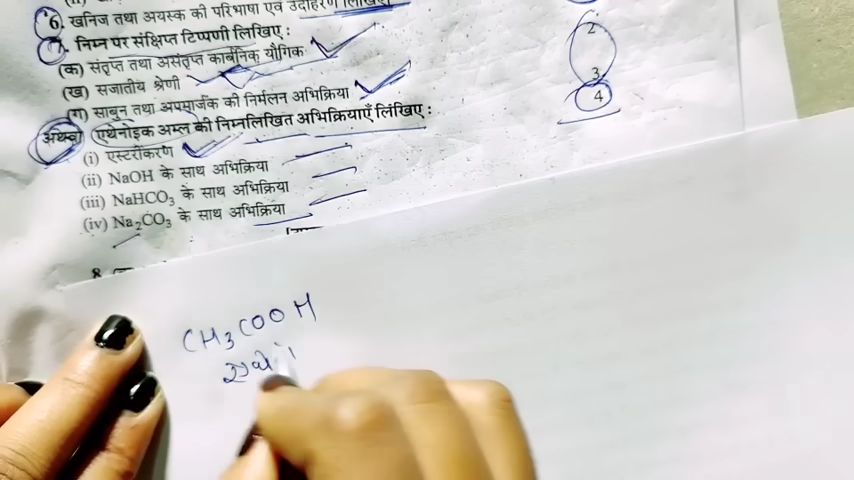 6. खनिज तथा अयस्क की परिभाषा एवं उदाहरण लिखिए
7. निम्न पर संक्षिप्त टिप्पणी लिखिए :
(क) संतृप्त तथा असंतृप्त कार्बनिक यौगिक
2
(ख) सजातीय श्रेणी
3
(ग) साबुन तथा अपमार्जक की निर्मलन अभिक्रिया
4
अथवा एथेनोइक अम्ल की निम्नलिखित अभिक्रियाएँ लिखिए :
(i) एस्टरीकरण
(ii) NaOH के साथ अभिक्रिया
(iii) NaHCO₃ के साथ अभिक्रिया
(iv) Na₂CO₃ के साथ अभिक्रिया
8.
CH₃COOH